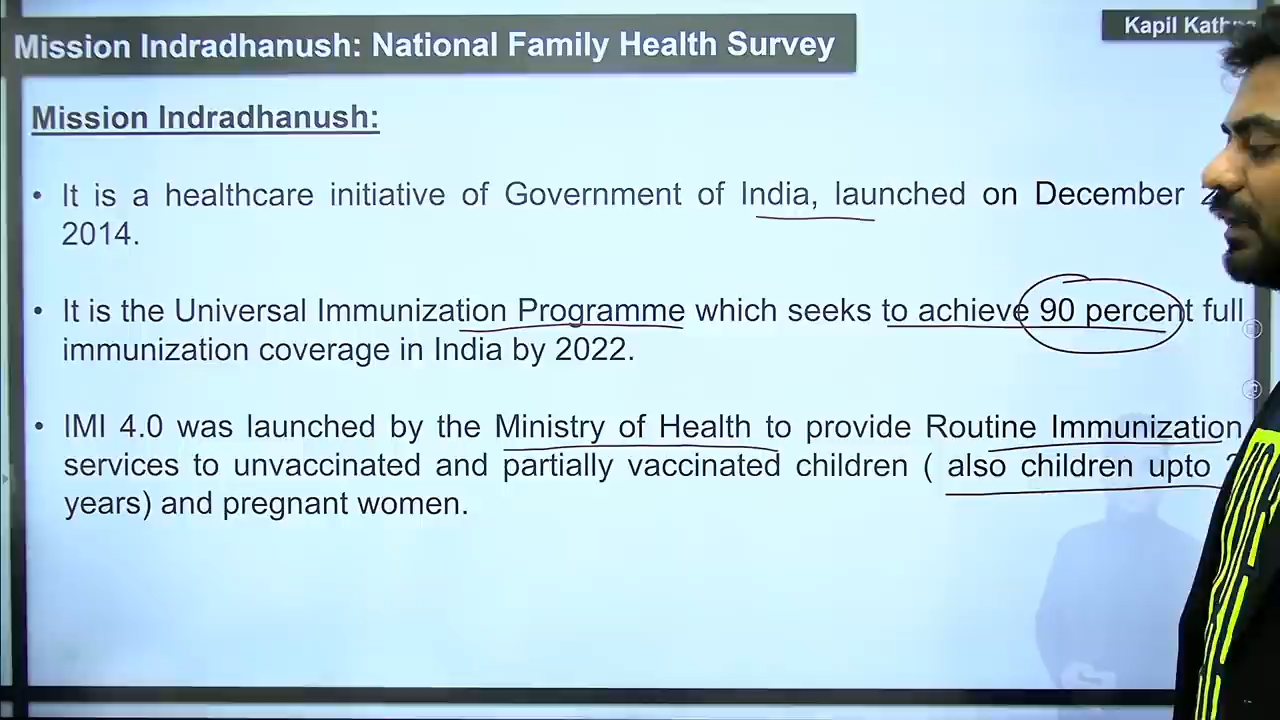 Mission Indradhanush: National Family Health Survey
Kapil
Mission Indradhanush:
• It is a healthcare initiative of Government of India, launched on December
2014.
• It is the Universal Immunization Programme which seeks to achieve 90 percent full
immunization coverage in India by 2022.
• IMI 4.0 was launched by the Ministry of Health to provide Routine Immunization
services to unvaccinated and partially vaccinated children ( also children upto
years) and pregnant women.